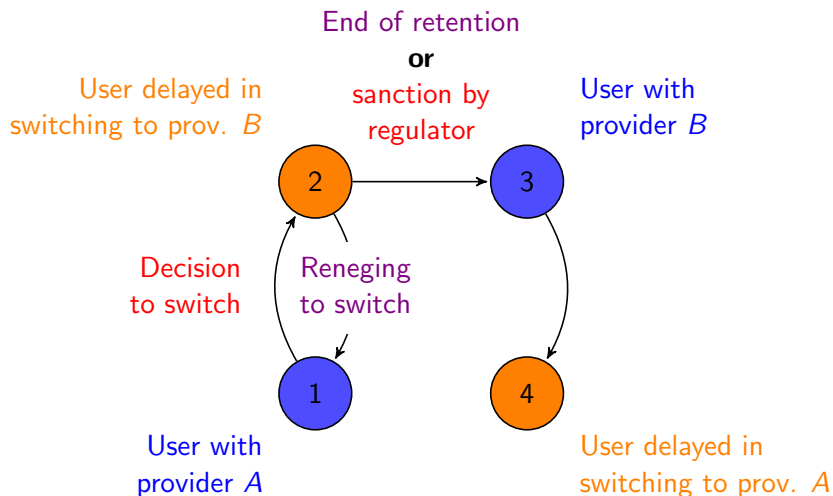 End of retention
or
sanction by
regulator
User delayed in
switching to prov. B
User with
provider B
2
3
Decision
to switch
Reneging
to switch
1
4
User with
provider A
User delayed in
switching to prov. A